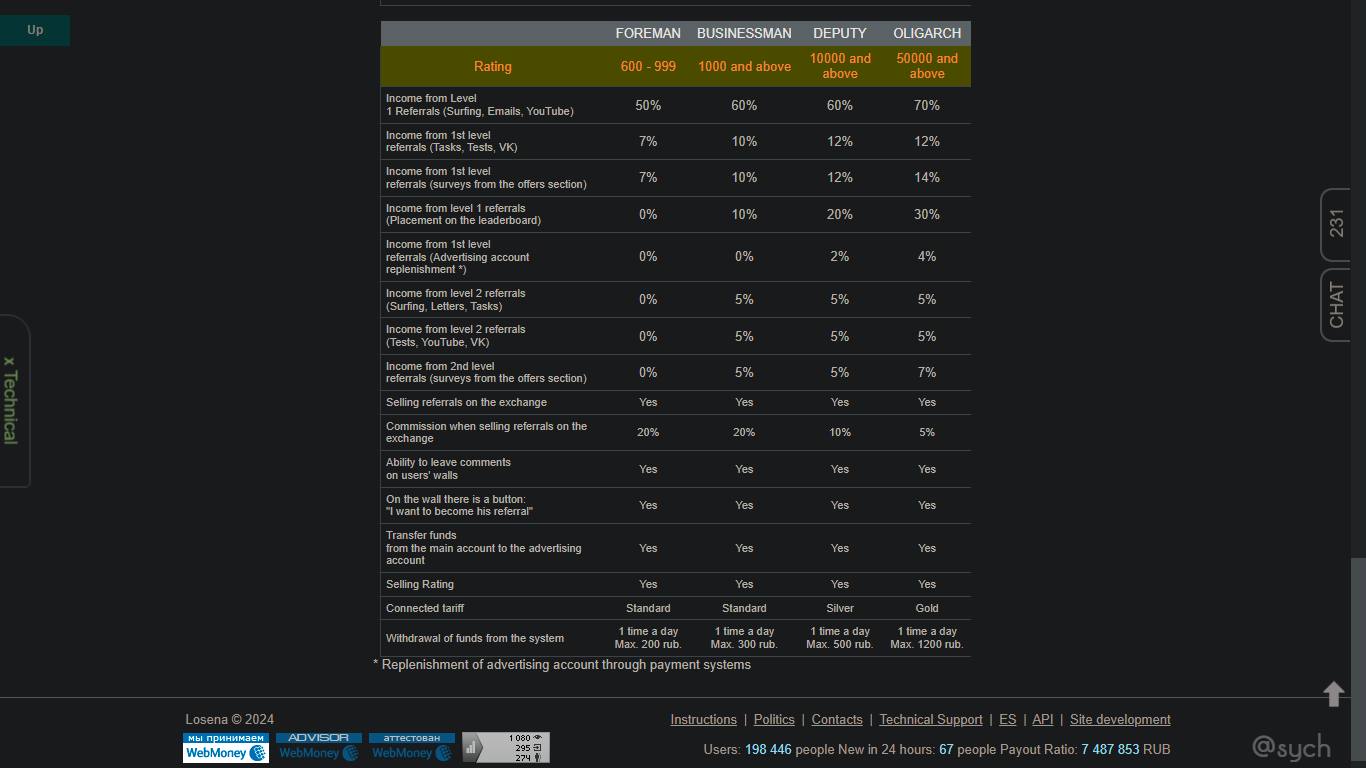 Up
FOREMAN BUSINESSMAN DEPUTY OLIGARCH
Rating 600 - 999 1000 and above 10000 and above 50000 and above
Income from Level
1 Referrals (Surfing, Emails, YouTube) 50% 60% 60% 70%
Income from 1st level
referrals (Tasks, Tests, VK) 7% 10% 12% 12%
Income from 1st level
referrals (surveys from the offers section) 7% 10% 12% 14%
Income from level 1 referrals
(Placement on the leaderboard) 0% 10% 20% 30%
Income from 1st level
referrals (Advertising account
replenishment *) 0% 0% 2% 4%
Income from level 2 referrals
(Surfing, Letters, Tasks) 0% 5% 5% 5%
Income from level 2 referrals
(Tests, YouTube, VK) 0% 5% 5% 5%
Income from 2nd level
referrals (surveys from the offers section) 0% 5% 5% 7%
Selling referrals on the exchange Yes Yes Yes Yes
Commission when selling referrals on the
exchange 20% 20% 10% 5%
Ability to leave comments
on users' walls Yes Yes Yes Yes
On the wall there is a button:
"I want to become his referral" Yes Yes Yes Yes
Transfer funds
from the main account to the advertising
account Yes Yes Yes Yes
Selling Rating Yes Yes Yes Yes
Connected tariff Standard Standard Silver Gold
Withdrawal of funds from the system 1 time a day Max. 200 rub. 1 time a day Max. 300 rub. 1 time a day Max. 500 rub. 1 time a day Max. 1200 rub.
* Replenishment of advertising account through payment systems
x Technical
231
CHAT
Losena © 2024
Instructions | Politics | Contacts | Technical Support | ES | API | Site development
мы принимаем
WebMoney
ADVISOR
WebMoney
аттестован
WebMoney
1 080
295
274
Users: 198 446 people New in 24 hours: 67 people Payout Ratio: 7 487 853 RUB
@sych